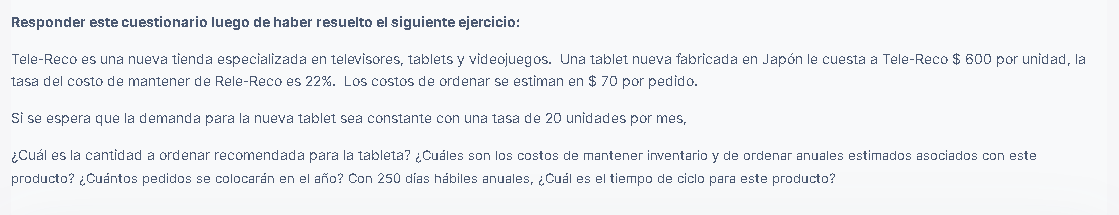 Responder este cuestionario luego de haber resuelto el siguiente ejercicio:
Tele-Reco es una nueva tienda especializada en televisores, tablets y videojuegos. Una tablet nueva fabricada en Japón le cuesta a Tele-Reco $ 600 por unidad, la
tasa del costo de mantener de Rele-Reco es 22%. Los costos de ordenar se estiman en $ 70 por pedido.
Si se espera que la demanda para la nueva tablet sea constante con una tasa de 20 unidades por mes,
¿Cuál es la cantidad a ordenar recomendada para la tableta? ¿Cuáles son los costos de mantener inventario y de ordenar anuales estimados asociados con este
producto? ¿Cuántos pedidos se colocarán en el año? Con 250 días hábiles anuales, ¿Cuál es el tiempo de ciclo para este producto?